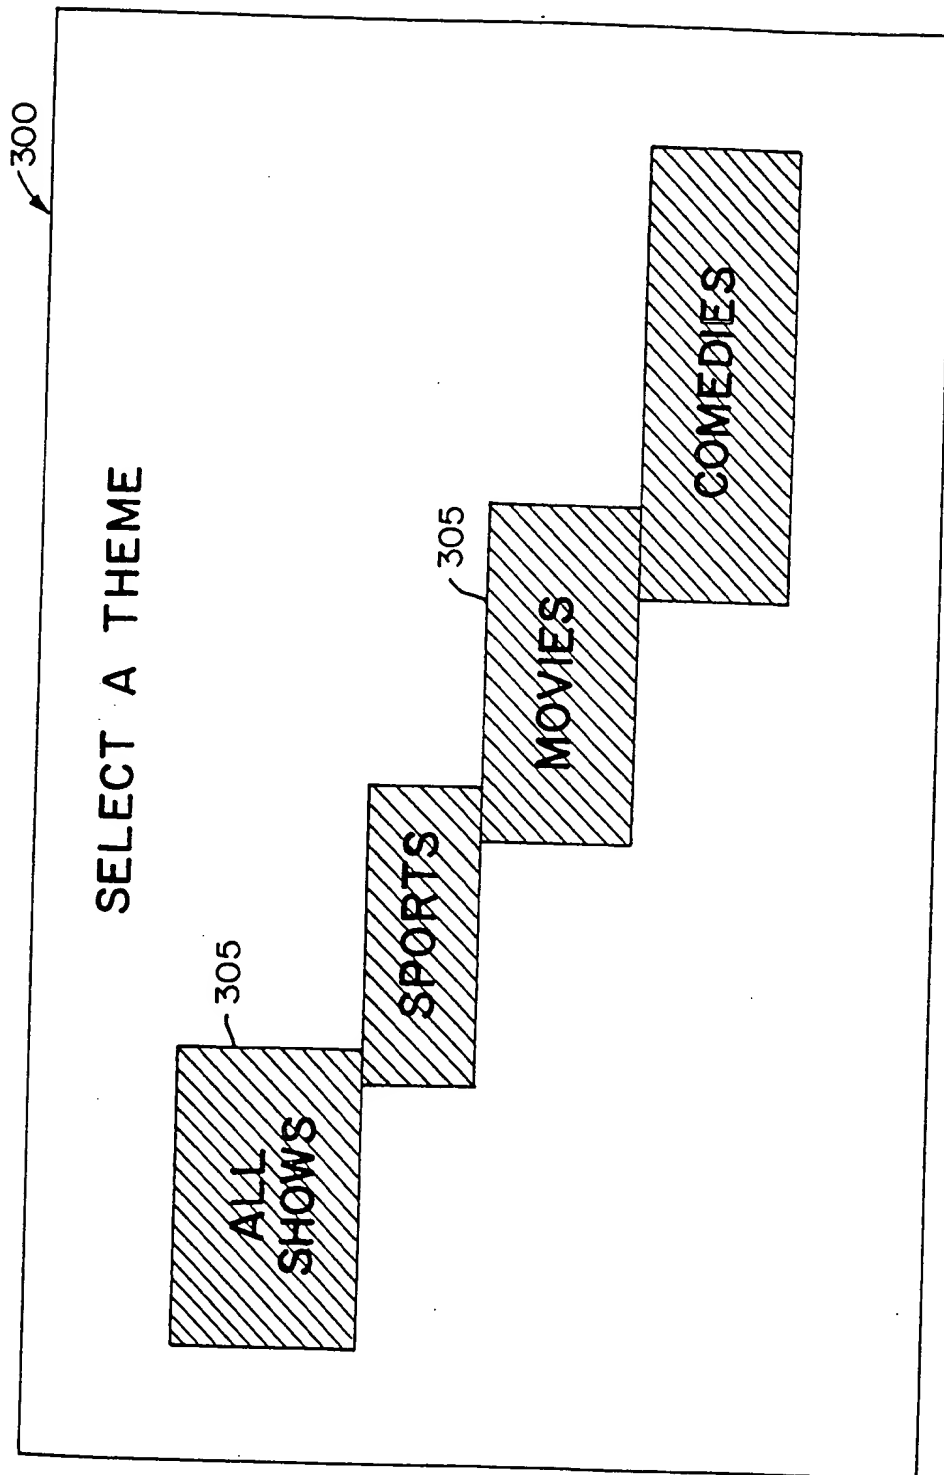 300
SELECT A THEME
305
ALL
SHOWS
SPORTS
305
MOVIES
COMEDIES